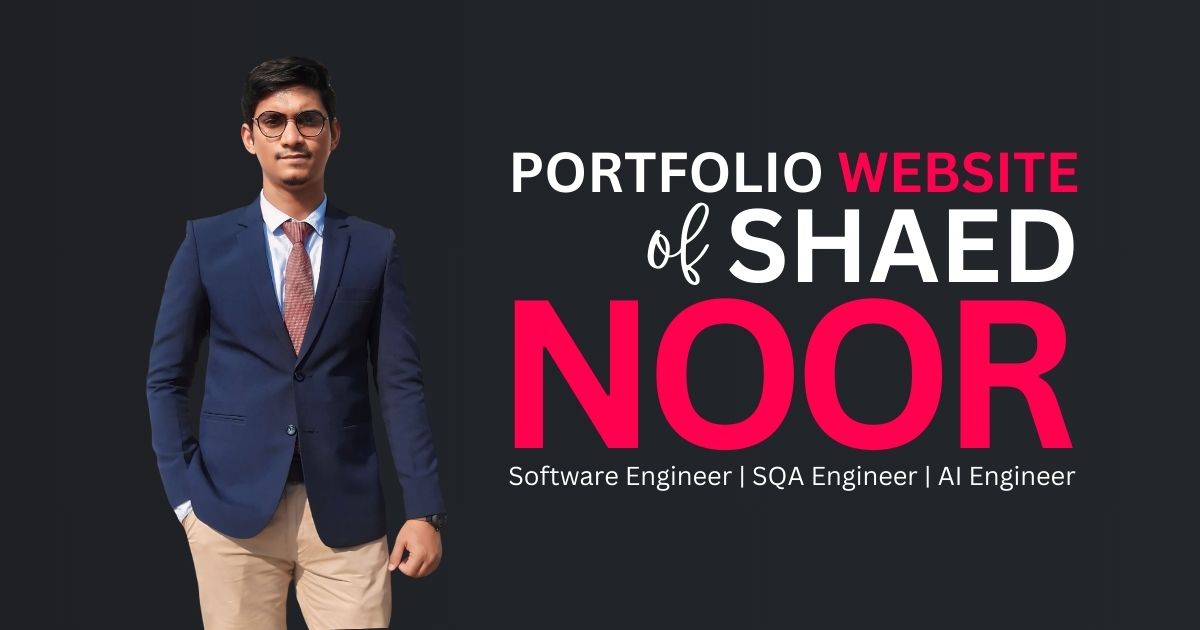 PORTFOLIO WEBSITE
of SHAED
NOOR
Software Engineer | SQA Engineer | AI Engineer